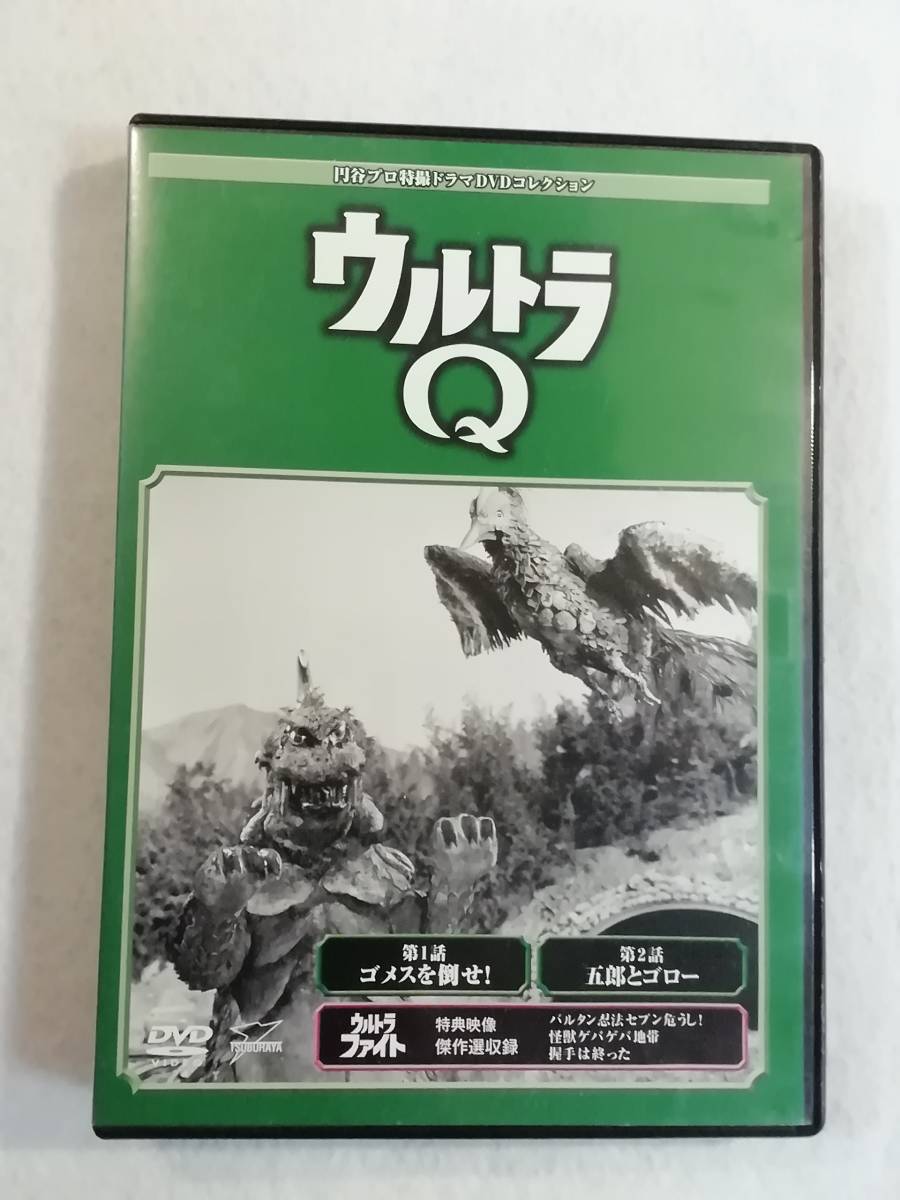 円谷プロ特撮ドラマDVDコレクション
ウルトラ
Q
第1話
ゴメスを倒せ!
第2話
五郎とゴロー
ウルトラ
ファイト
特典映像
傑作選収録
バルタン忍法セブン危うし!
怪獣ゲバゲバ地帯
握手は終った
DVD
VIDEO
TSUBURAYA